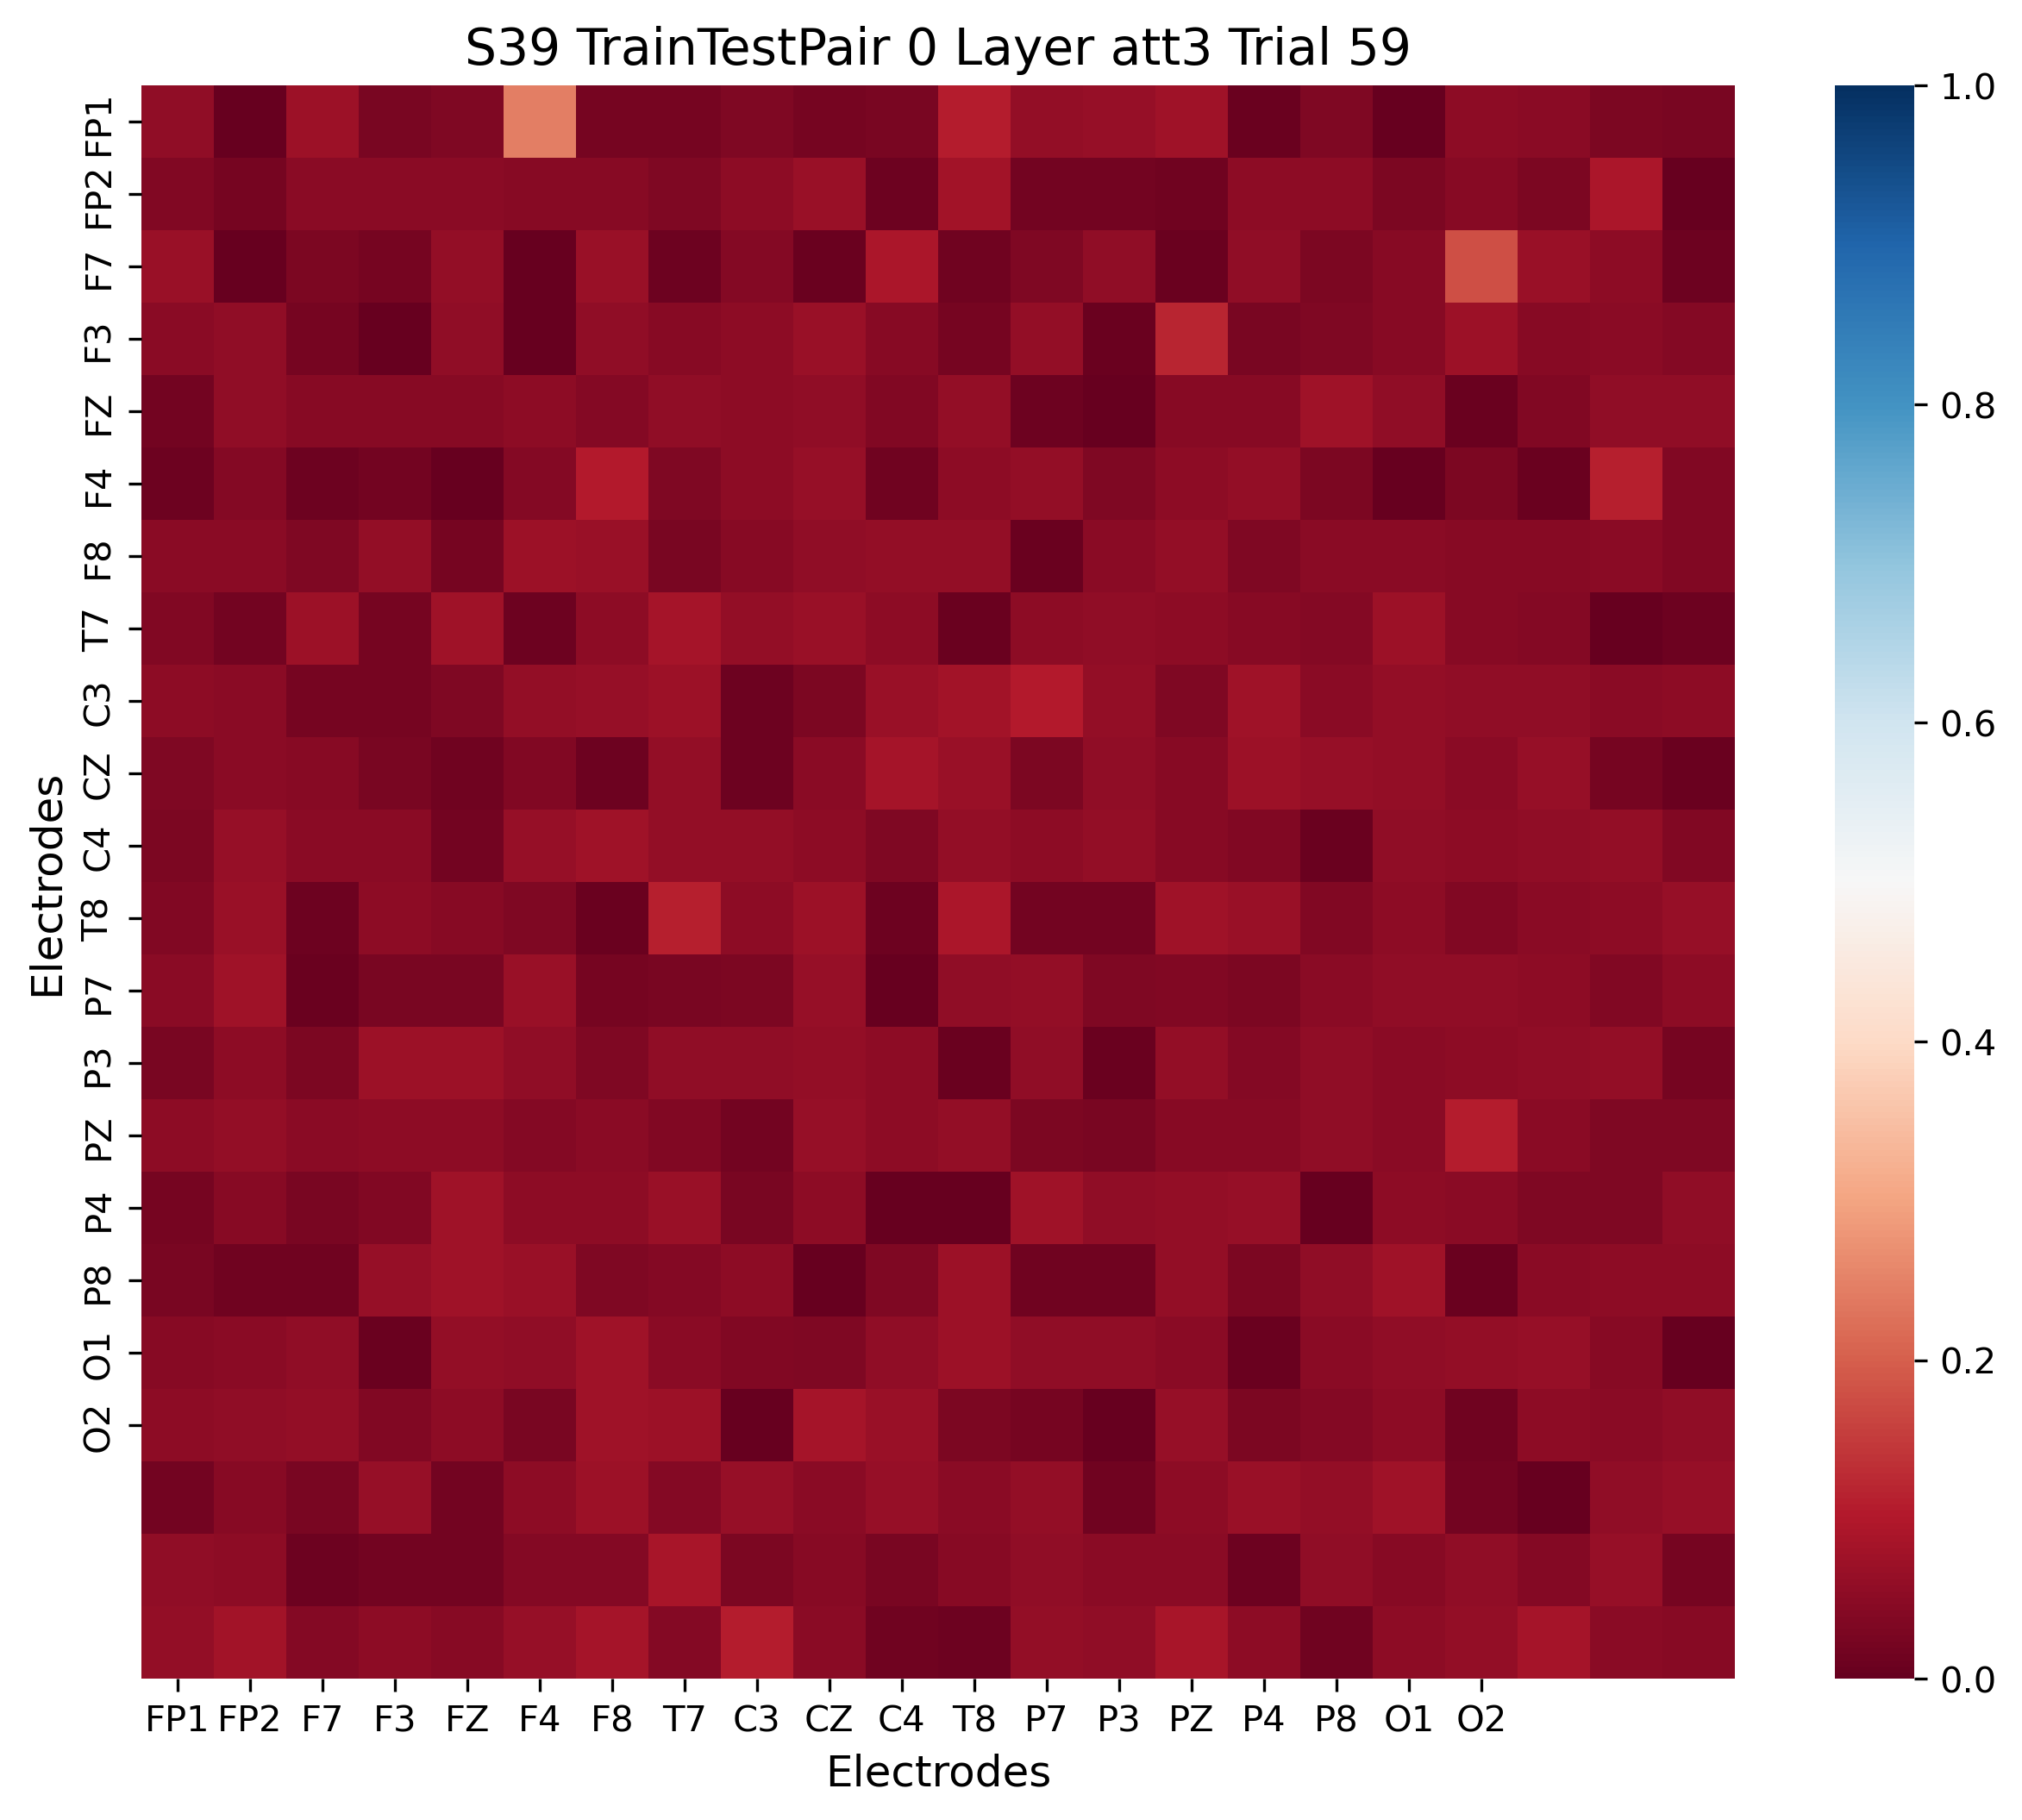 S39 TrainTestPair 0 Layer att3 Trial 59
Electrodes
FP1
FP2
F7
F3
FZ
F4
F8
T7
C3
CZ
C4
T8
P7
P3
PZ
P4
P8
O1
O2
FP1 FP2 F7 F3 FZ F4 F8 T7 C3 CZ C4 T8 P7 P3 PZ P4 P8 O1 O2
Electrodes
1.0
0.8
0.6
0.4
0.2
0.0